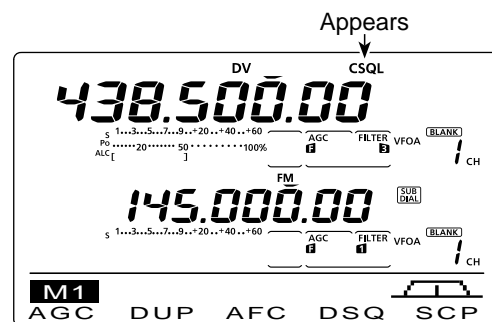 Appears
DV CSQL
438.500.00
S 1...3...5...7...9..+20..+40..+60
Po ......20......50.........100%
ALC [ ]
AGC FILTER VFOA BLANK
F 3 1 CH
FM
145.000.00 SUB DIAL
S 1...3...5...7...9..+20..+40..+60
AGC FILTER VFOA BLANK
F 1 1 CH
M1
AGC DUP AFC DSQ SCP